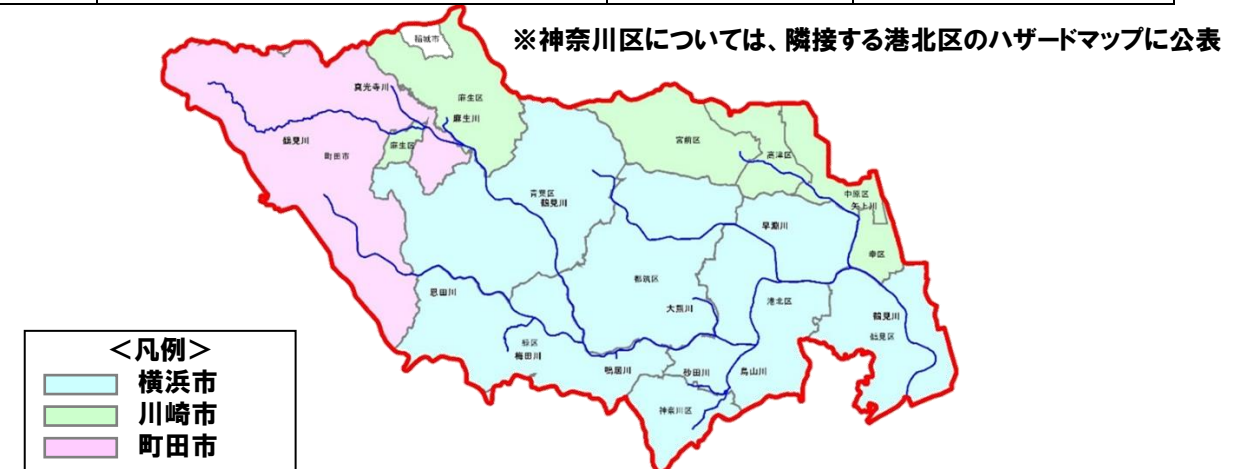 ※神奈川区については、隣接する港北区のハザードマップに公表
稲城市
真光寺川
麻生区
麻生川
鶴見川
町田市
麻生区
宮前区
高津区
中原区
矢上川
幸区
青葉区
鶴見川
早淵川
都筑区
大熊川
港北区
恩田川
緑区
梅田川
鴨居川
砂田川
鳥山川
神奈川区
鶴見川
鶴見区
<凡例>
横浜市
川崎市
町田市